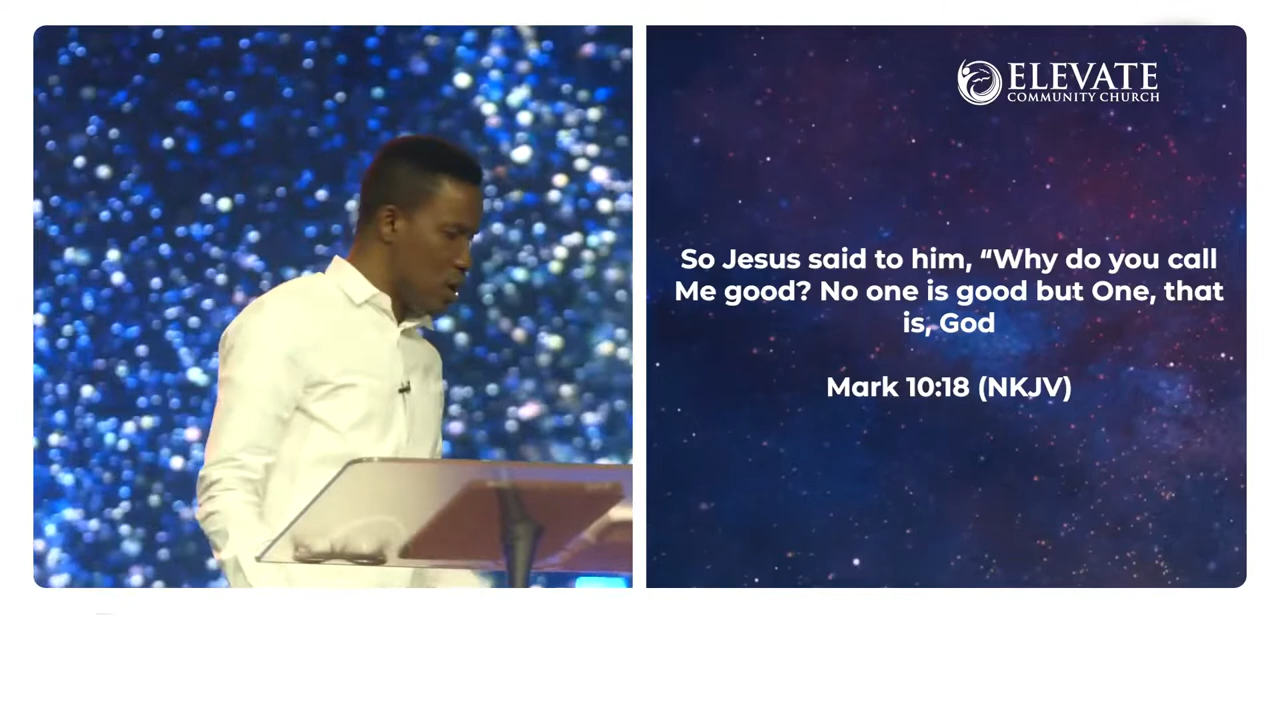 ELEVATE
COMMUNITY CHURCH
So Jesus said to him, “Why do you call
Me good? No one is good but One, that
is, God
Mark 10:18 (NKJV)